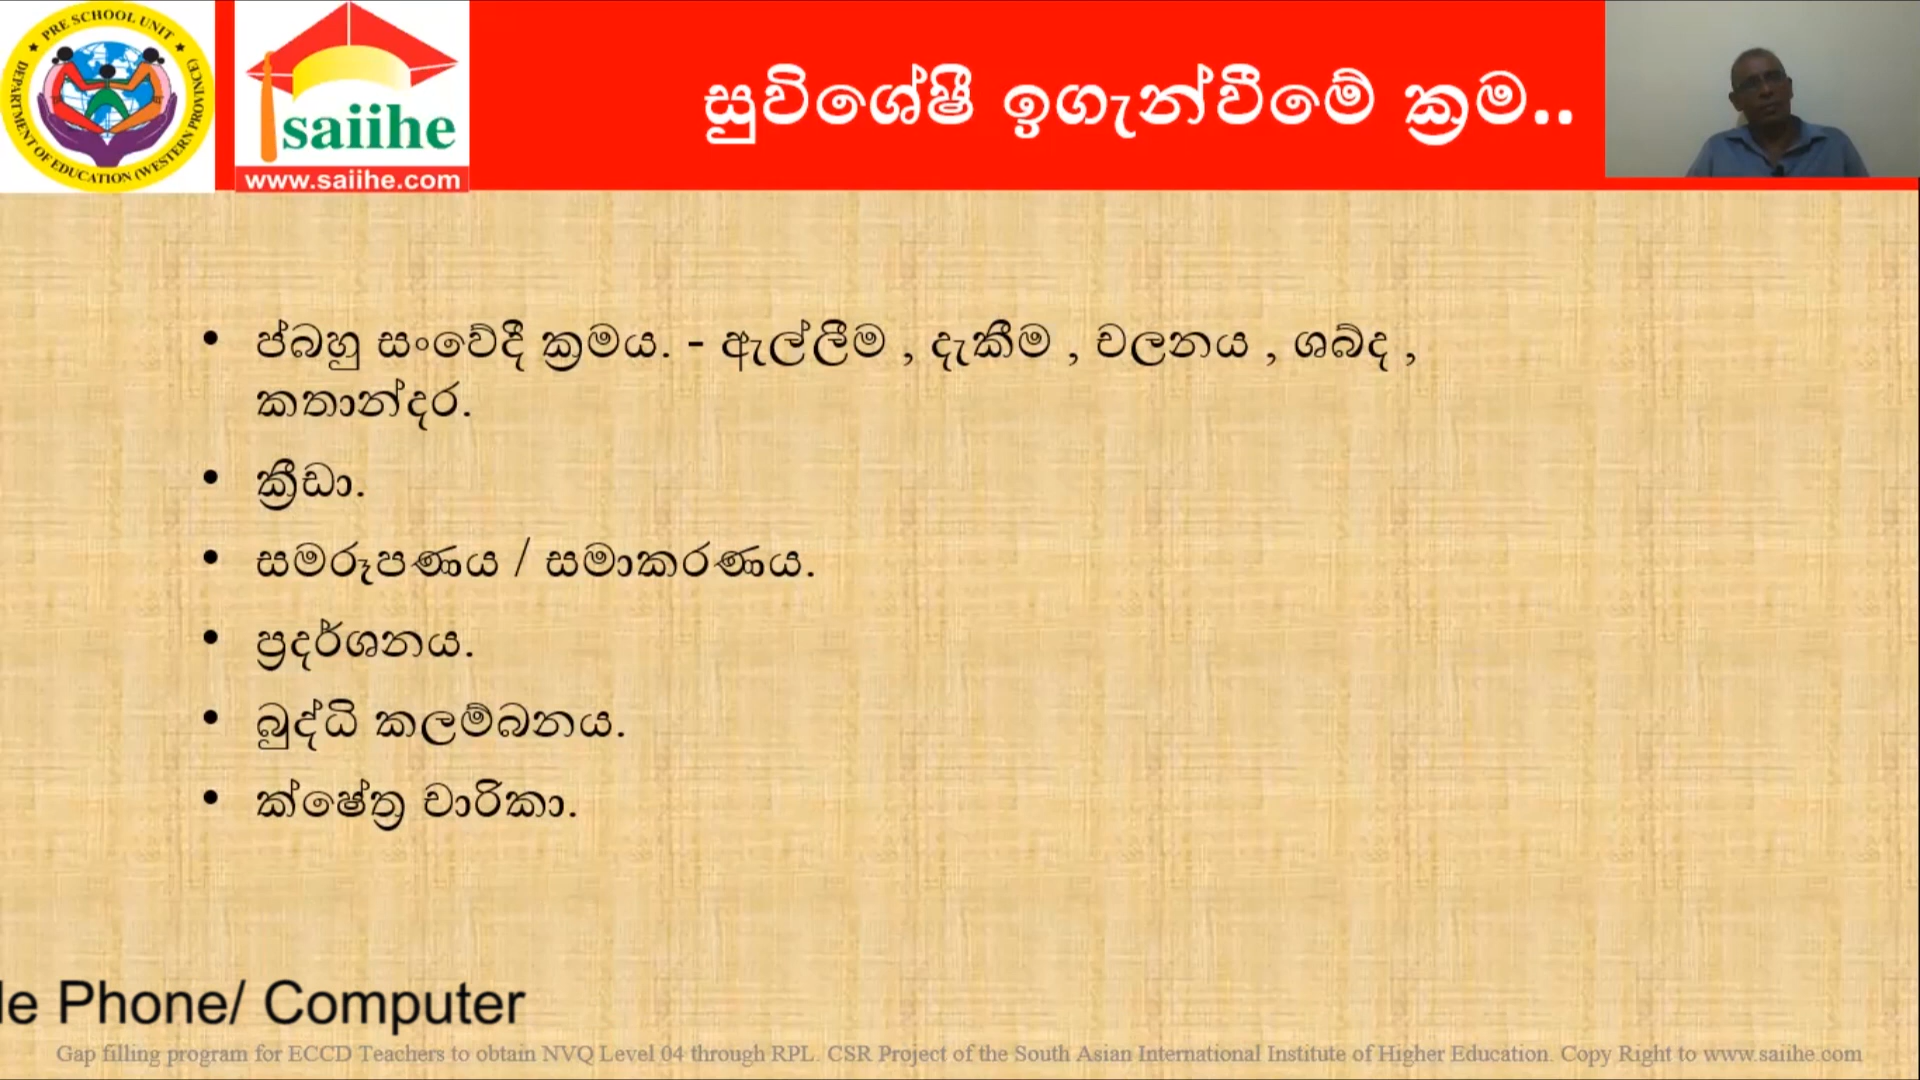 PRE SCHOOL UNIT
DEPARTMENT OF EDUCATION (WESTERN PROVINCE)
saiihe
www.saiihe.com
සුවිශේෂී ඉගැන්වීමේ ක්‍රම..
• ප්බහු සංවේදී ක්‍රමය. - ඇල්ලීම , දැකීම , චලනය , ශබ්ද ,
කතාන්දර.
• ක්‍රීඩා.
• සමරූපණය / සමාකරණය.
• ප්‍රදර්ශනය.
• බුද්ධි කලම්බනය.
• ක්ෂේත්‍ර චාරිකා.
le Phone/ Computer
Gap filling program for ECCD Teachers to obtain NVQ Level 04 through RPL. CSR Project of the South Asian International Institute of Higher Education. Copy Right to www.saiihe.com